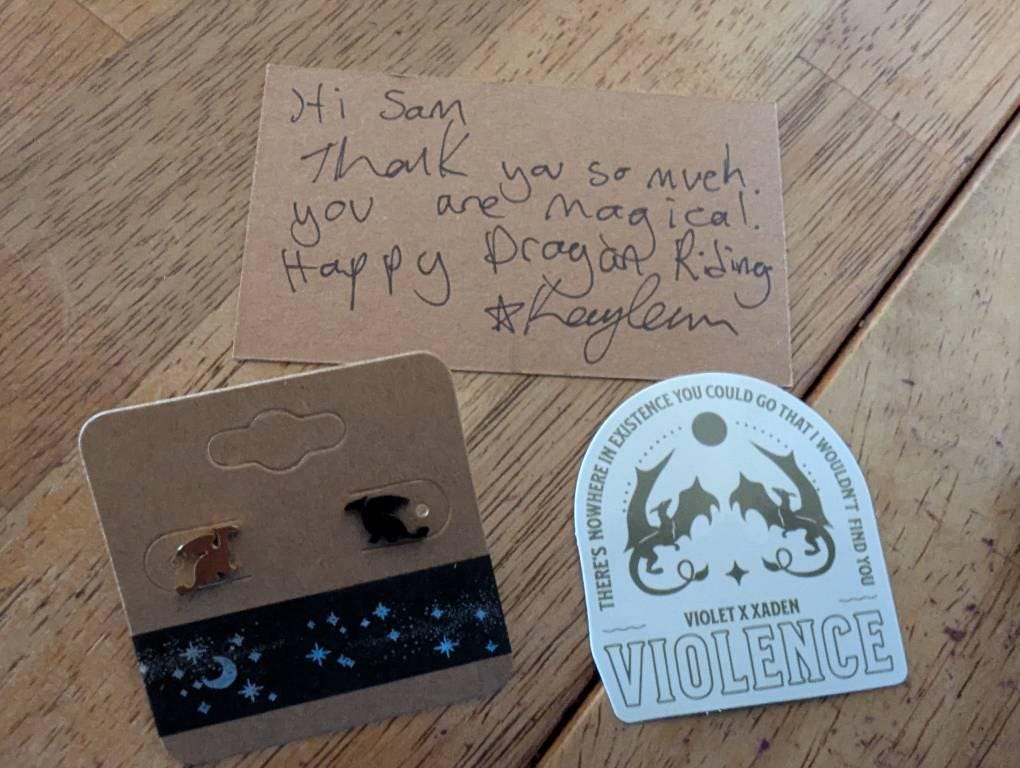 Hi Sam
Thank you so much.
you are magical.
Happy Dragon Riding
☆Kayleen
THERE'S NOWHERE IN EXISTENCE YOU COULD GO THAT I WOULDN'T FIND YOU
VIOLET X XADEN
VIOLENCE